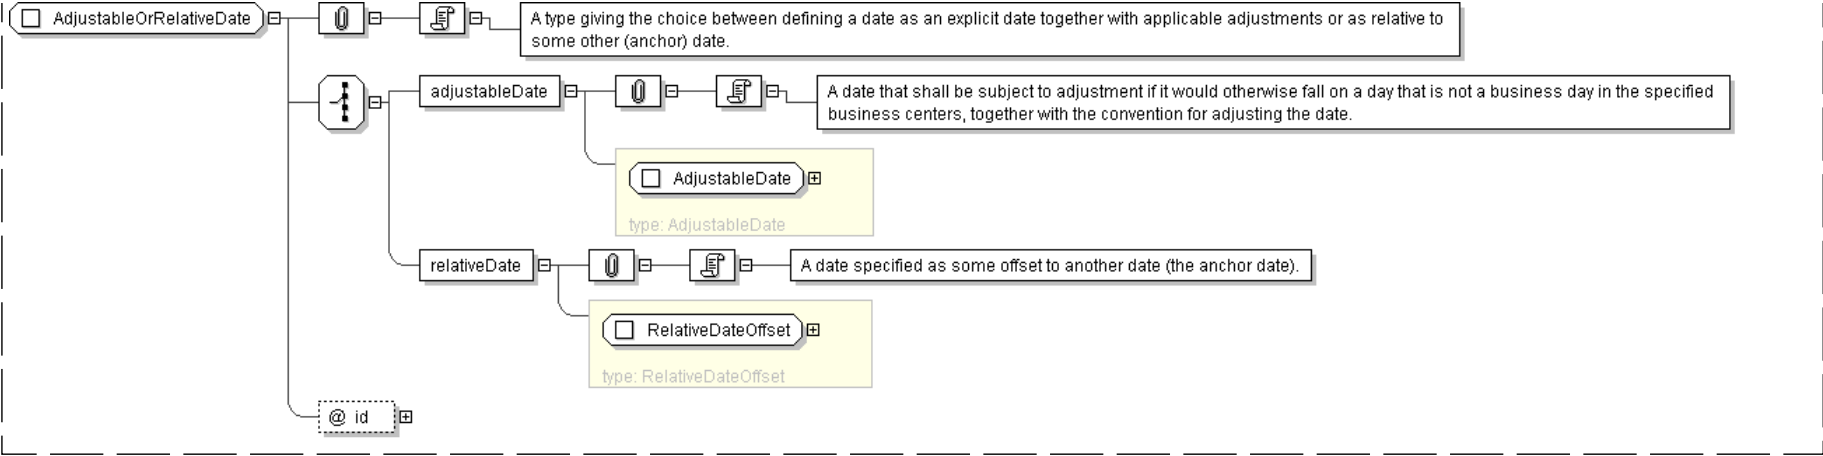 AdjustableOrRelativeDate
A type giving the choice between defining a date as an explicit date together with applicable adjustments or as relative to
some other (anchor) date.
adjustableDate
A date that shall be subject to adjustment if it would otherwise fall on a day that is not a business day in the specified
business centers, together with the convention for adjusting the date.
AdjustableDate
type: AdjustableDate
relativeDate
A date specified as some offset to another date (the anchor date).
RelativeDateOffset
type: RelativeDateOffset
@ id